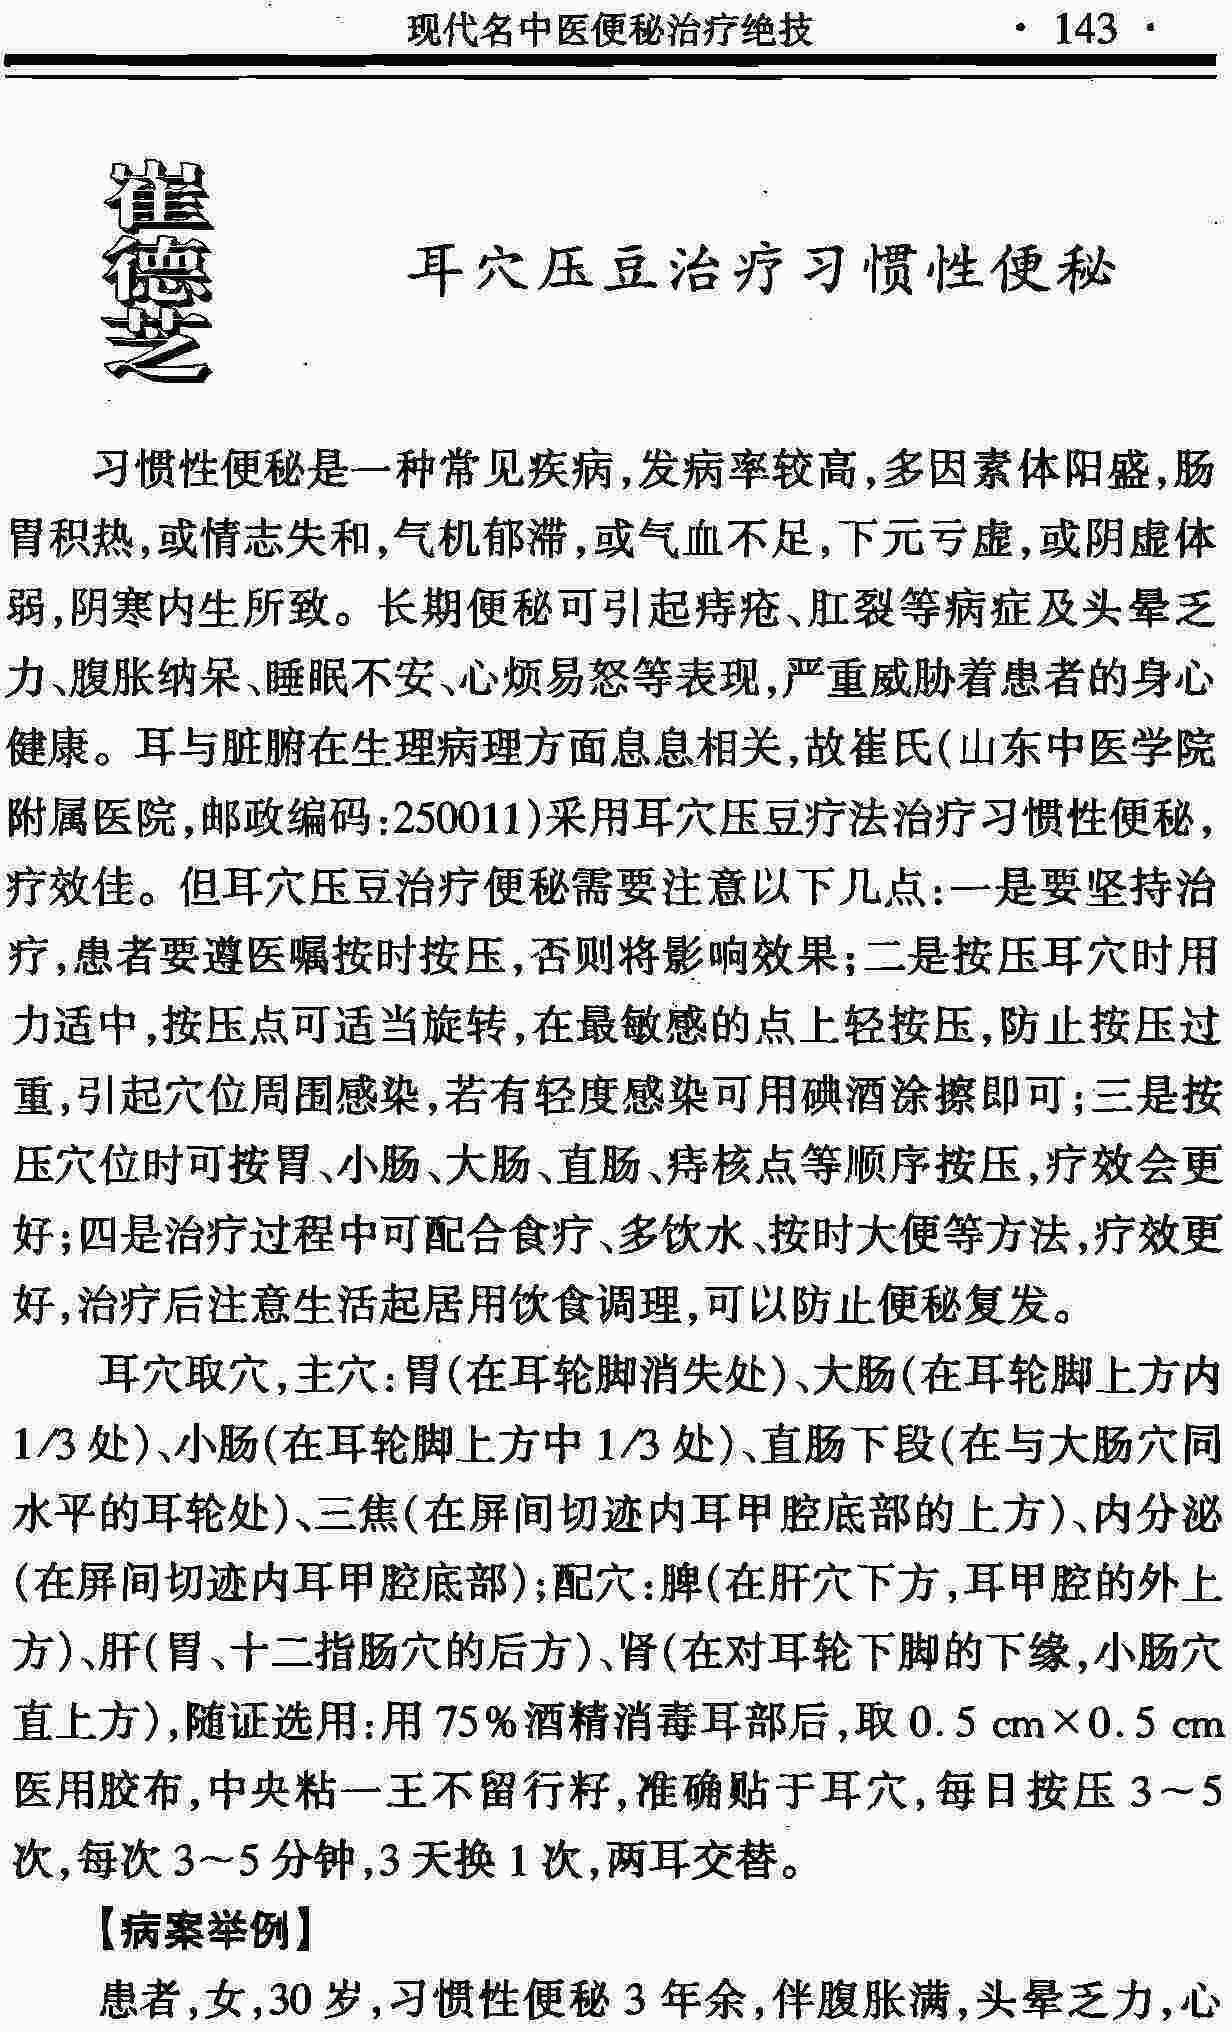 现代名中医便秘治疗绝技 · 143 ·
崔德芝
耳穴压豆治疗习惯性便秘
习惯性便秘是一种常见疾病,发病率较高,多因素体阳盛,肠
胃积热,或情志失和,气机郁滞,或气血不足,下元亏虚,或阴虚体
弱,阴寒内生所致。长期便秘可引起痔疮、肛裂等病症及头晕乏
力、腹胀纳呆、睡眠不安、心烦易怒等表现,严重威胁着患者的身心
健康。耳与脏腑在生理病理方面息息相关,故崔氏(山东中医学院
附属医院,邮政编码:250011)采用耳穴压豆疗法治疗习惯性便秘,
疗效佳。但耳穴压豆治疗便秘需要注意以下几点:一是要坚持治
疗,患者要遵医嘱按时按压,否则将影响效果;二是按压耳穴时用
力适中,按压点可适当旋转,在最敏感的点上轻按压,防止按压过
重,引起穴位周围感染,若有轻度感染可用碘酒涂擦即可;三是按
压穴位时可按胃、小肠、大肠、直肠、痔核点等顺序按压,疗效会更
好;四是治疗过程中可配合食疗、多饮水、按时大便等方法,疗效更
好,治疗后注意生活起居用饮食调理,可以防止便秘复发。
耳穴取穴,主穴:胃(在耳轮脚消失处)、大肠(在耳轮脚上方内
1/3 处)、小肠(在耳轮脚上方中 1/3 处)、直肠下段(在与大肠穴同
水平的耳轮处)、三焦(在屏间切迹内耳甲腔底部的上方)、内分泌
(在屏间切迹内耳甲腔底部);配穴:脾(在肝穴下方,耳甲腔的外上
方)、肝(胃、十二指肠穴的后方)、肾(在对耳轮下脚的下缘,小肠穴
直上方),随证选用:用 75%酒精消毒耳部后,取 0.5 cm×0.5 cm
医用胶布,中央粘一王不留行籽,准确贴于耳穴,每日按压 3～5
次,每次 3～5 分钟,3 天换 1 次,两耳交替。
【病案举例】
患者,女,30 岁,习惯性便秘 3 年余,伴腹胀满,头晕乏力,心